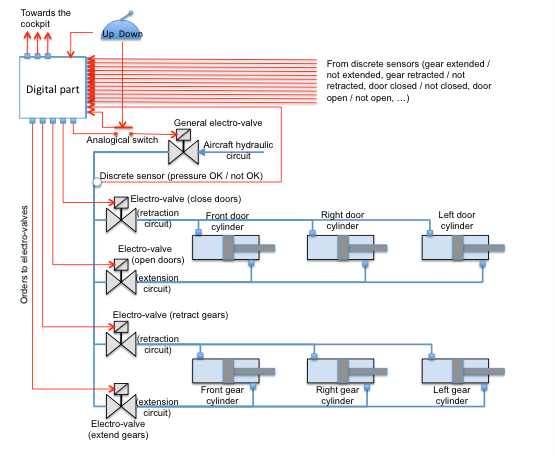 Towards the
cockpit
Up Down
Digital part
From discrete sensors (gear extended /
not extended, gear retracted / not
retracted, door closed / not closed, door
open / not open, …)
General electro-valve
Analogical switch
Aircraft hydraulic
circuit
Discrete sensor (pressure OK / not OK)
Electro-valve (close doors)
(retraction
circuit)
Front door
cylinder
Right door
cylinder
Left door
cylinder
Electro-valve
(open doors)
(extension
circuit)
Orders to electro-valves
Electro-valve (retract gears)
(retraction
circuit)
Front gear
cylinder
Right gear
cylinder
Left gear
cylinder
(extension
circuit)
Electro-valve
(extend gears)